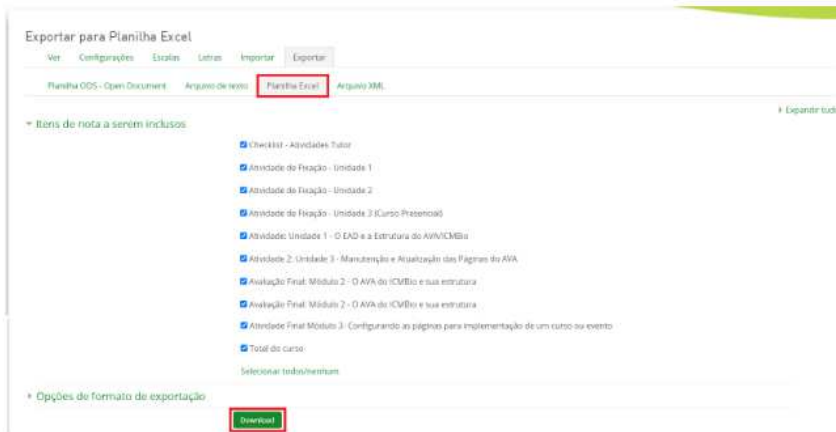 Exportar para Planilha Excel
Ver Configurações Escalas Letras Importar Exportar
Planilha ODS - Open Document Arquivo de texto Planilha Excel Arquivo XML
Expandir tudo
Itens de nota a serem inclusos
Checklist - Atividades Tutor
Atividade de Fixação - Unidade 1
Atividade de Fixação - Unidade 2
Atividade de Fixação - Unidade 3 (Curso Presencial)
Atividade: Unidade 1 - O EAD e a Estrutura do AVA/ICMBio
Atividade 2: Unidade 3 - Manutenção e Atualização das Páginas do AVA
Avaliação Final: Módulo 2 - O AVA do ICMBio e sua estrutura
Avaliação Final: Módulo 2 - O AVA do ICMBio e sua estrutura
Atividade Final Módulo 3- Configurando as páginas para implementação de um curso ou evento
Total do curso
Selecionar todos/nenhum
Opções de formato de exportação
Download